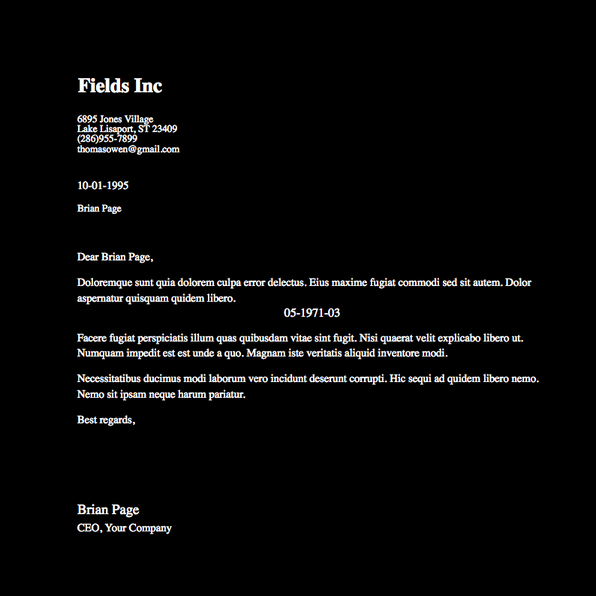 Fields Inc
6895 Jones Village
Lake Lisaport, ST 23409
(286)955-7899
thomasowen@gmail.com
10-01-1995
Brian Page
Dear Brian Page,
Doloremque sunt quia dolorem culpa error delectus. Eius maxime fugiat commodi sed sit autem. Dolor
aspernatur quisquam quidem libero.
05-1971-03
Facere fugiat perspiciatis illum quas quibusdam vitae sint fugit. Nisi quaerat velit explicabo libero ut.
Numquam impedit est est unde a quo. Magnam iste veritatis aliquid inventore modi.
Necessitatibus ducimus modi laborum vero incidunt deserunt corrupti. Hic sequi ad quidem libero nemo.
Nemo sit ipsam neque harum pariatur.
Best regards,
Brian Page
CEO, Your Company